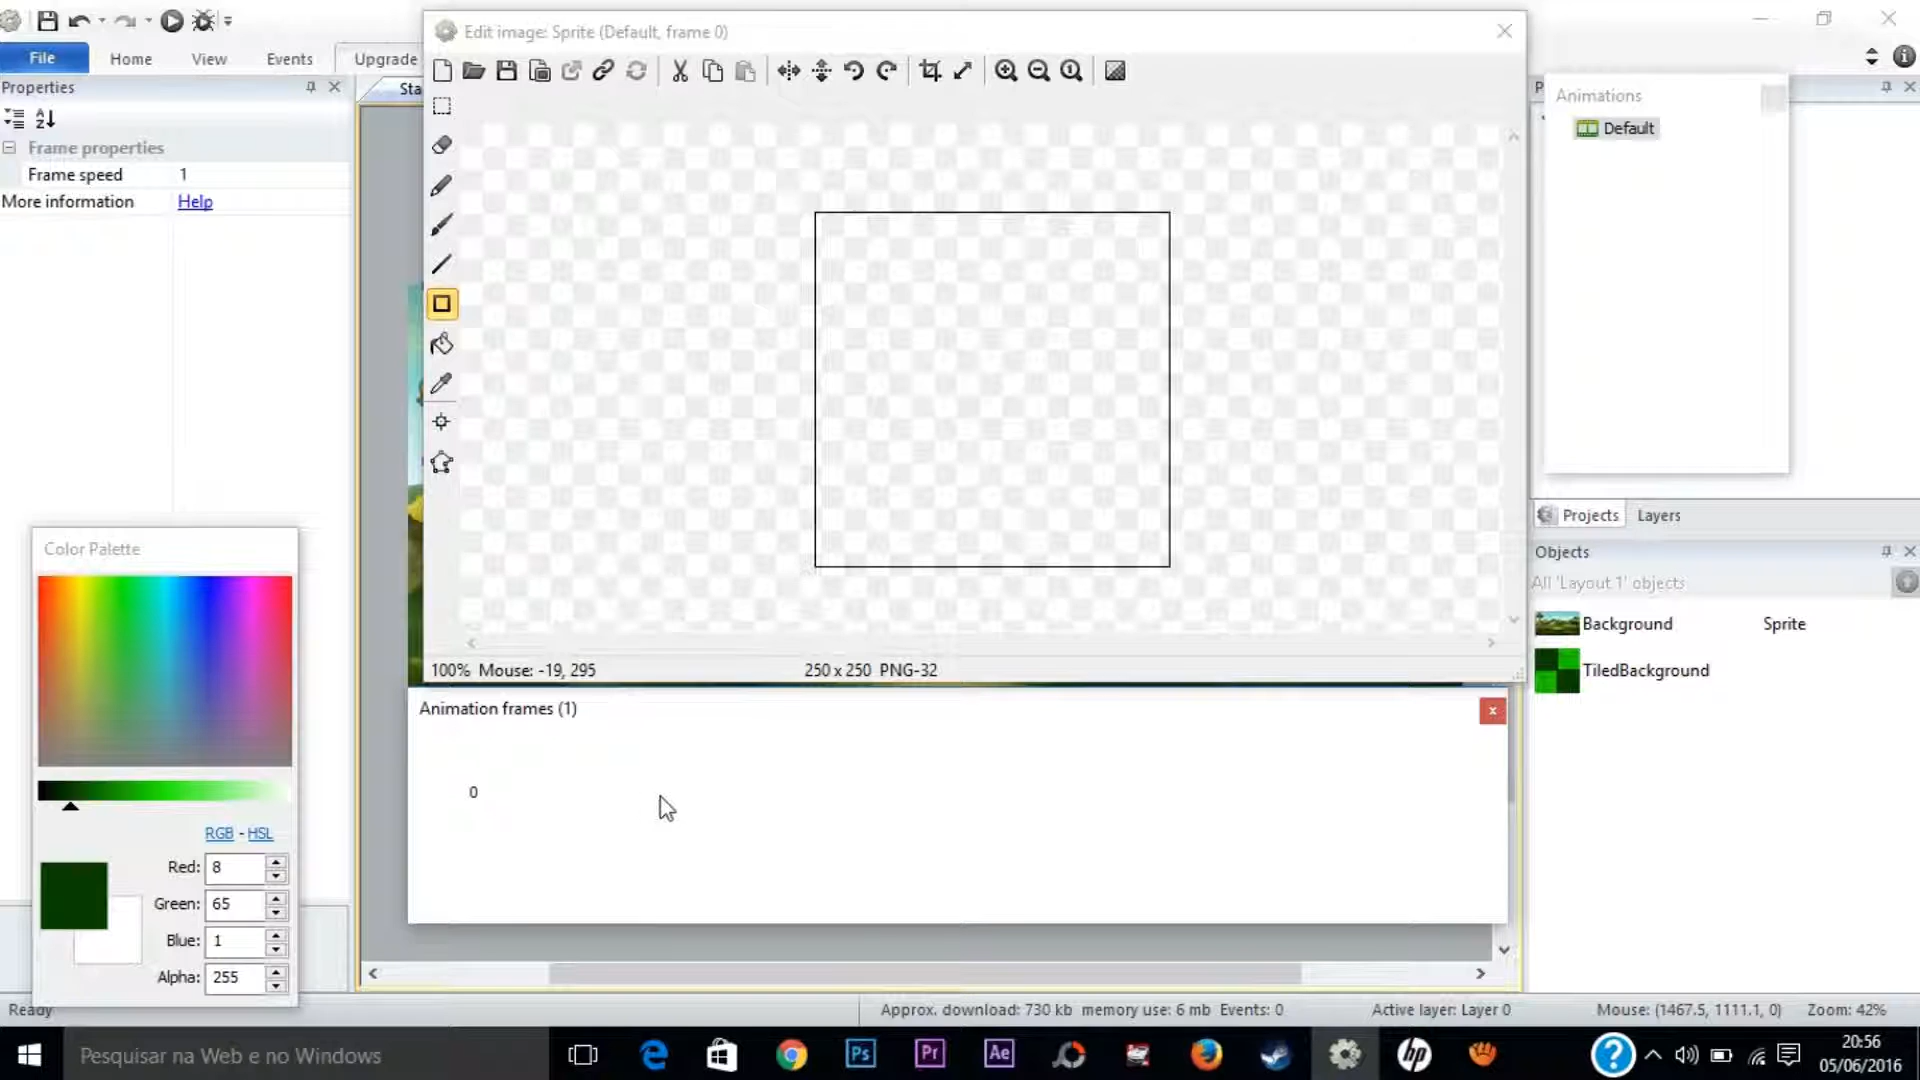 Edit image: Sprite (Default, frame 0)
File
Home
View
Events
Upgrade
Properties
Sta
Animations
Default
Frame properties
Frame speed
1
More information
Help
Color Palette
RGB - HSL
Red: 8
Green: 65
Blue: 1
Alpha: 255
100% Mouse: -19, 295
250 x 250 PNG-32
Animation frames (1)
0
Projects
Layers
Objects
All 'Layout 1' objects
Background
Sprite
TiledBackground
Ready
Approx. download: 730 kb memory use: 6 mb Events: 0
Active layer: Layer 0
Mouse: (1467.5, 1111.1, 0)
Zoom: 42%
Pesquisar na Web e no Windows
Ps
Pr
Ae
hp
20:56
05/06/2016